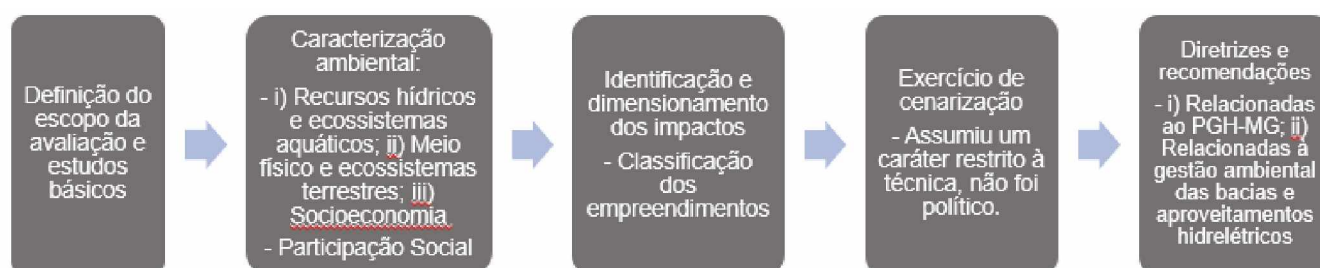 Definição do
escopo da
avaliação e
estudos
básicos
Caracterização
ambiental:
- i) Recursos hídricos
e ecossistemas
aquáticos; ii) Meio
físico e ecossistemas
terrestres; iii)
Socioeconomia
- Participação Social
Identificação e
dimensionamento
dos impactos
- Classificação
dos
empreendimentos
Exercício de
cenarização
- Assumiu um
caráter restrito à
técnica, não foi
político.
Diretrizes e
recomendações
- i) Relacionadas
ao PGH-MG; ii)
Relacionadas à
gestão ambiental
das bacias e
aproveitamentos
hidrelétricos